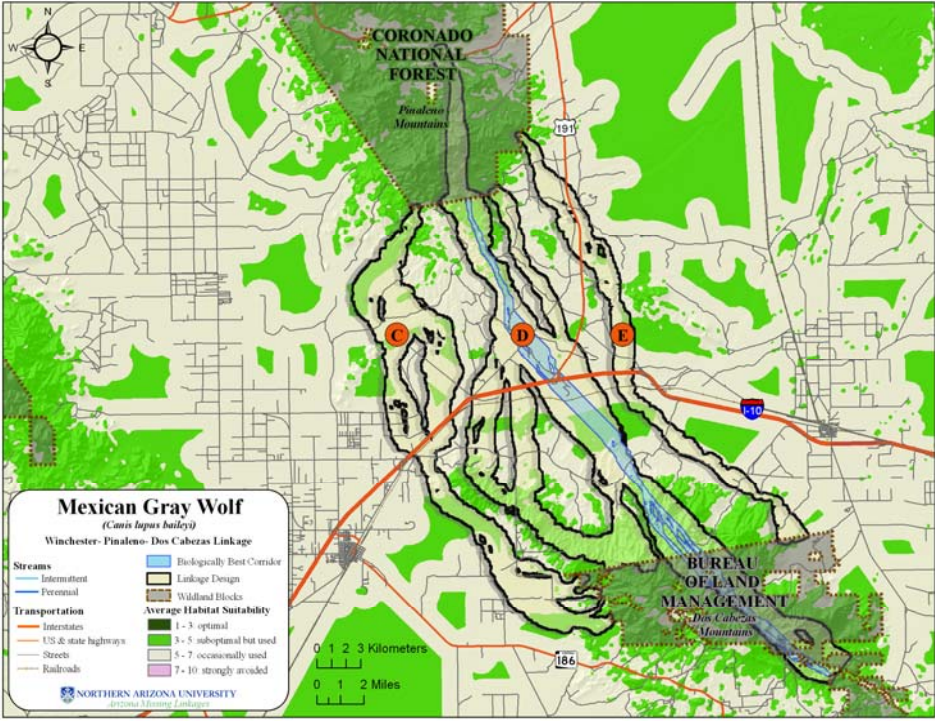 N
W
E
S
CORONADO
NATIONAL
FOREST
Pinaleno
Mountains
191
C
D
E
I-10
BUREAU
OF LAND
MANAGEMENT
Dos Cabezas
Mountains
186
0 1 2 3 Kilometers
0 1 2 Miles
Mexican Gray Wolf
(Canis lupus baileyi)
Winchester- Pinaleno- Dos Cabezas Linkage
Streams
Intermittent
Perennial
Transportation
Interstates
US & state highways
Streets
Railroads
Biologically Best Corridor
Linkage Design
Wildland Blocks
Average Habitat Suitability
1 - 3 optimal
3 - 5 suboptimal but used
5 - 7 occasionally used
7 - 10 strongly avoided
NORTHERN ARIZONA UNIVERSITY
Arizona Missing Linkages